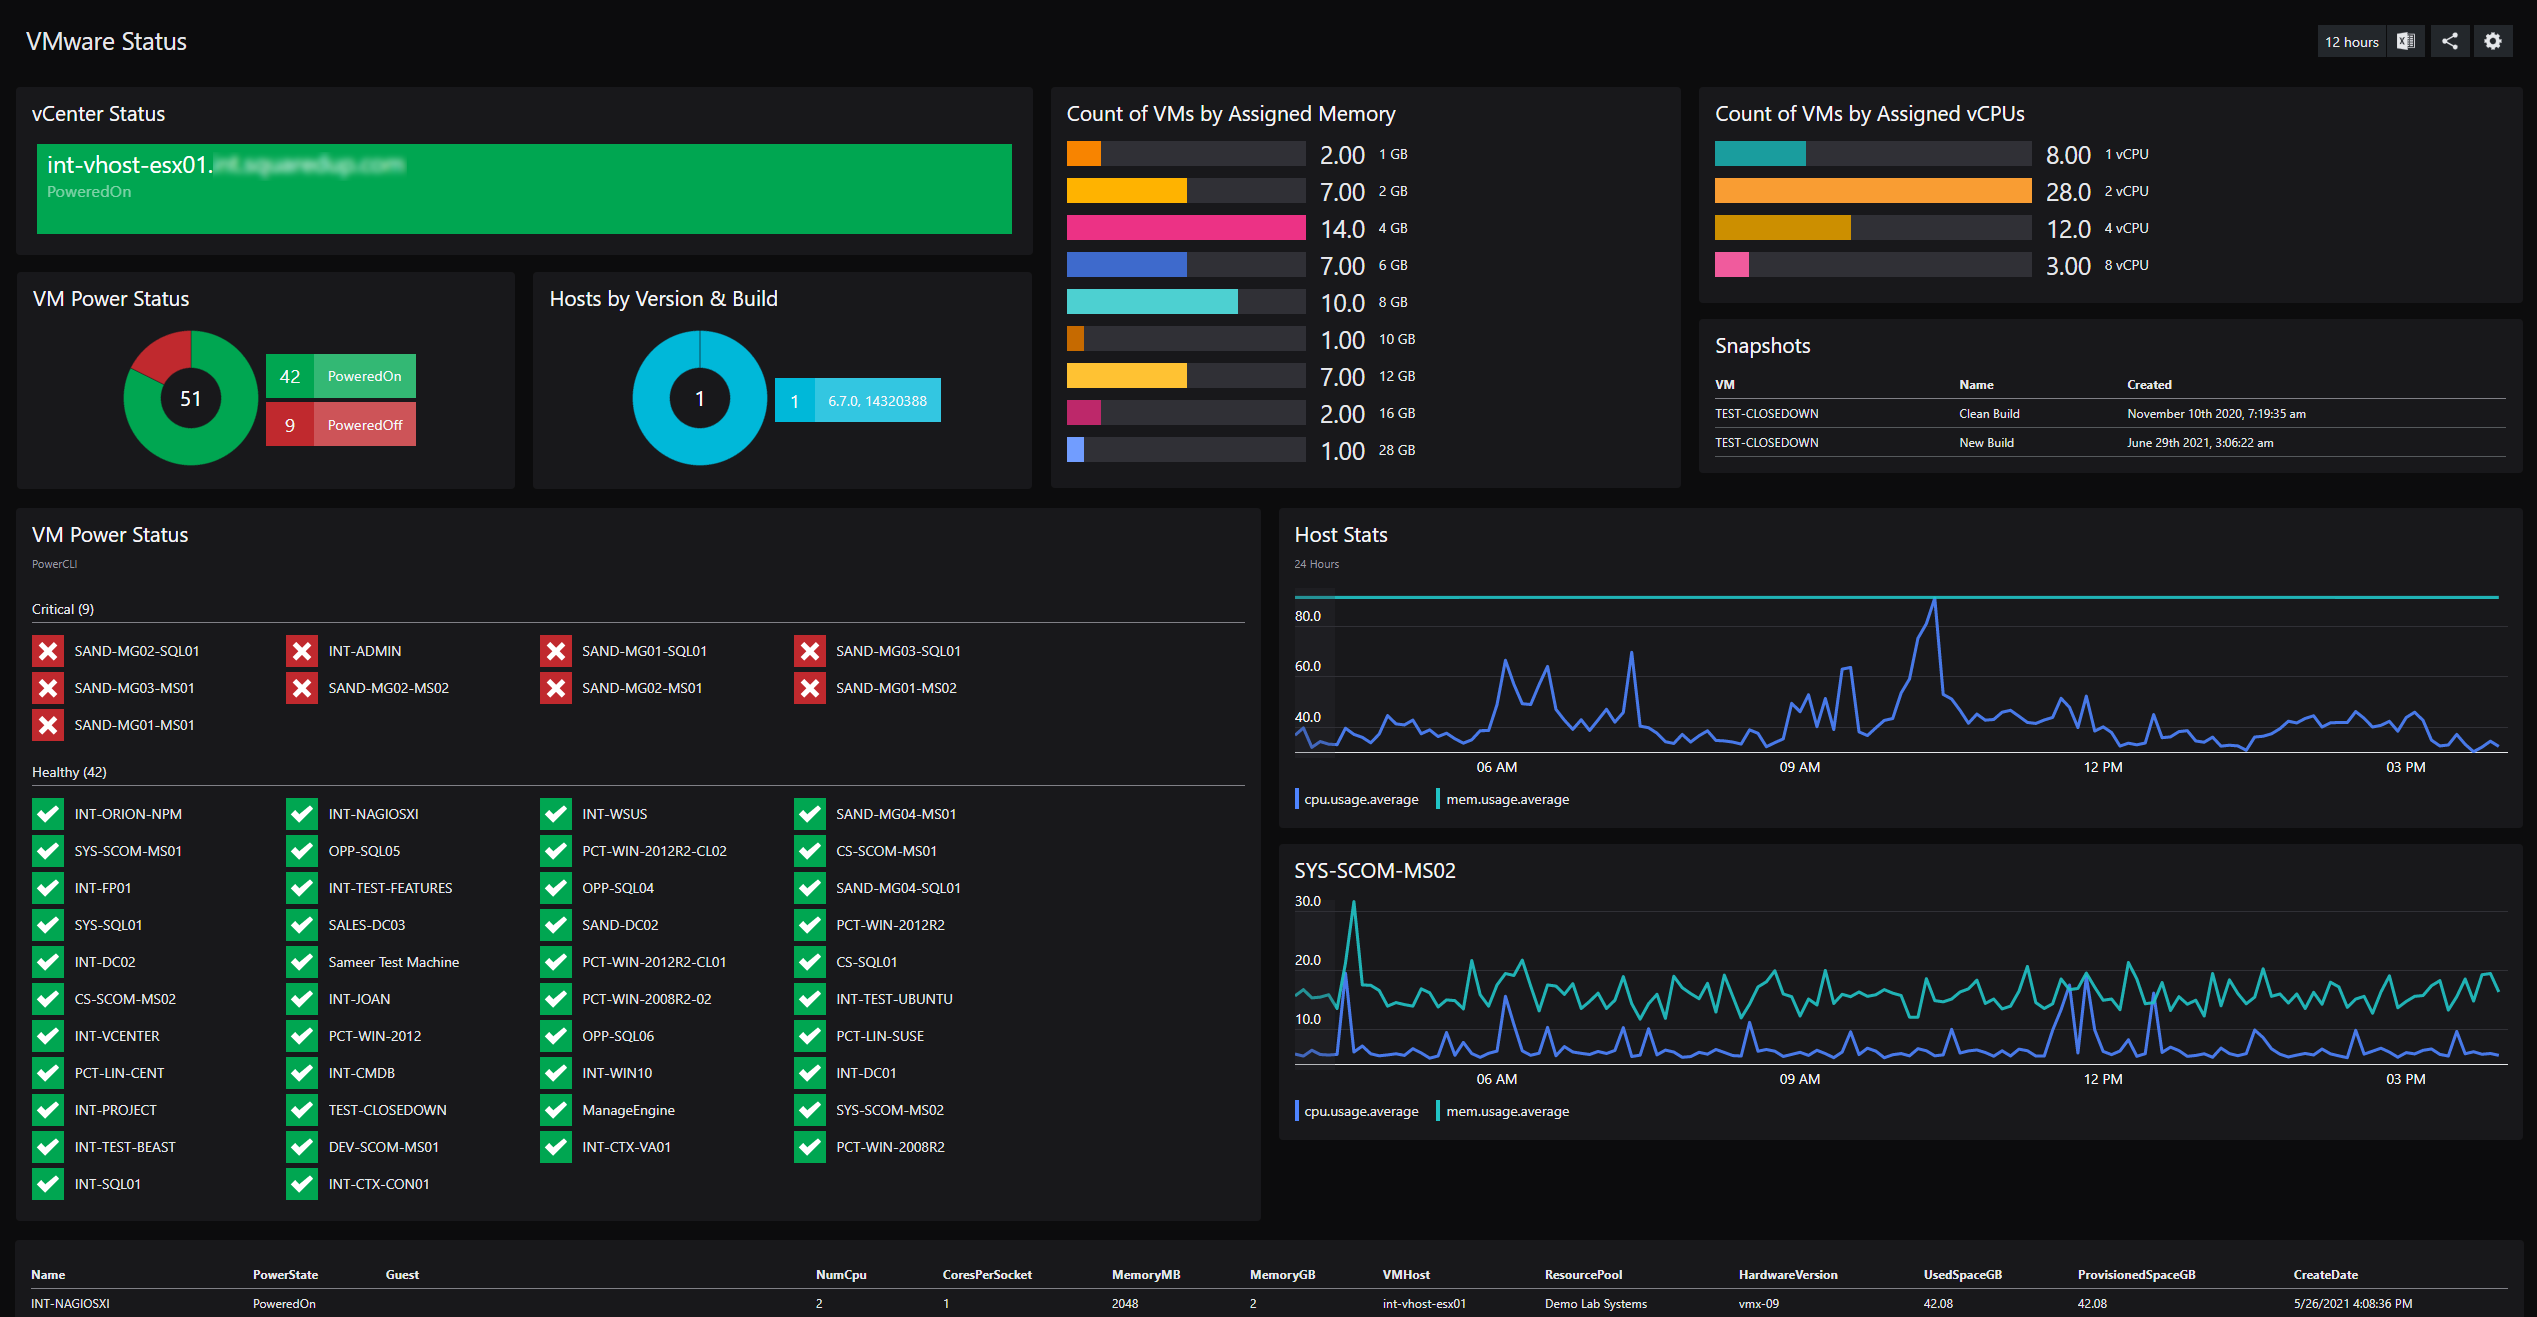 VMware Status
12 hours
vCenter Status
int-vhost-esx01.
PoweredOn
VM Power Status
51
42 PoweredOn
9 PoweredOff
Hosts by Version & Build
1
1 6.7.0, 14320388
Count of VMs by Assigned Memory
2.00 1 GB
7.00 2 GB
14.0 4 GB
7.00 6 GB
10.0 8 GB
1.00 10 GB
7.00 12 GB
2.00 16 GB
1.00 28 GB
Count of VMs by Assigned vCPUs
8.00 1 vCPU
28.0 2 vCPU
12.0 4 vCPU
3.00 8 vCPU
Snapshots
VM Name Created
TEST-CLOSEDOWN Clean Build November 10th 2020, 7:19:35 am
TEST-CLOSEDOWN New Build June 29th 2021, 3:06:22 am
VM Power Status
PowerCLI
Critical (9)
SAND-MG02-SQL01 INT-ADMIN SAND-MG01-SQL01 SAND-MG03-SQL01
SAND-MG03-MS01 SAND-MG02-MS02 SAND-MG02-MS01 SAND-MG01-MS02
SAND-MG01-MS01
Healthy (42)
INT-ORION-NPM INT-NAGIOSXI INT-WSUS SAND-MG04-MS01
SYS-SCOM-MS01 OPP-SQL05 PCT-WIN-2012R2-CL02 CS-SCOM-MS01
INT-FP01 INT-TEST-FEATURES OPP-SQL04 SAND-MG04-SQL01
SYS-SQL01 SALES-DC03 SAND-DC02 PCT-WIN-2012R2
INT-DC02 Sameer Test Machine PCT-WIN-2012R2-CL01 CS-SQL01
CS-SCOM-MS02 INT-JOAN PCT-WIN-2008R2-02 INT-TEST-UBUNTU
INT-VCENTER PCT-WIN-2012 OPP-SQL06 PCT-LIN-SUSE
PCT-LIN-CENT INT-CMDB INT-WIN10 INT-DC01
INT-PROJECT TEST-CLOSEDOWN ManageEngine SYS-SCOM-MS02
INT-TEST-BEAST DEV-SCOM-MS01 INT-CTX-VA01 PCT-WIN-2008R2
INT-SQL01 INT-CTX-CON01
Host Stats
24 Hours
80.0
60.0
40.0
06 AM 09 AM 12 PM 03 PM
cpu.usage.average mem.usage.average
SYS-SCOM-MS02
30.0
20.0
10.0
06 AM 09 AM 12 PM 03 PM
cpu.usage.average mem.usage.average
Name PowerState Guest NumCpu CoresPerSocket MemoryMB MemoryGB VMHost ResourcePool HardwareVersion UsedSpaceGB ProvisionedSpaceGB CreateDate
INT-NAGIOSXI PoweredOn 2 1 2048 2 int-vhost-esx01 Demo Lab Systems vmx-09 42.08 42.08 5/26/2021 4:08:36 PM